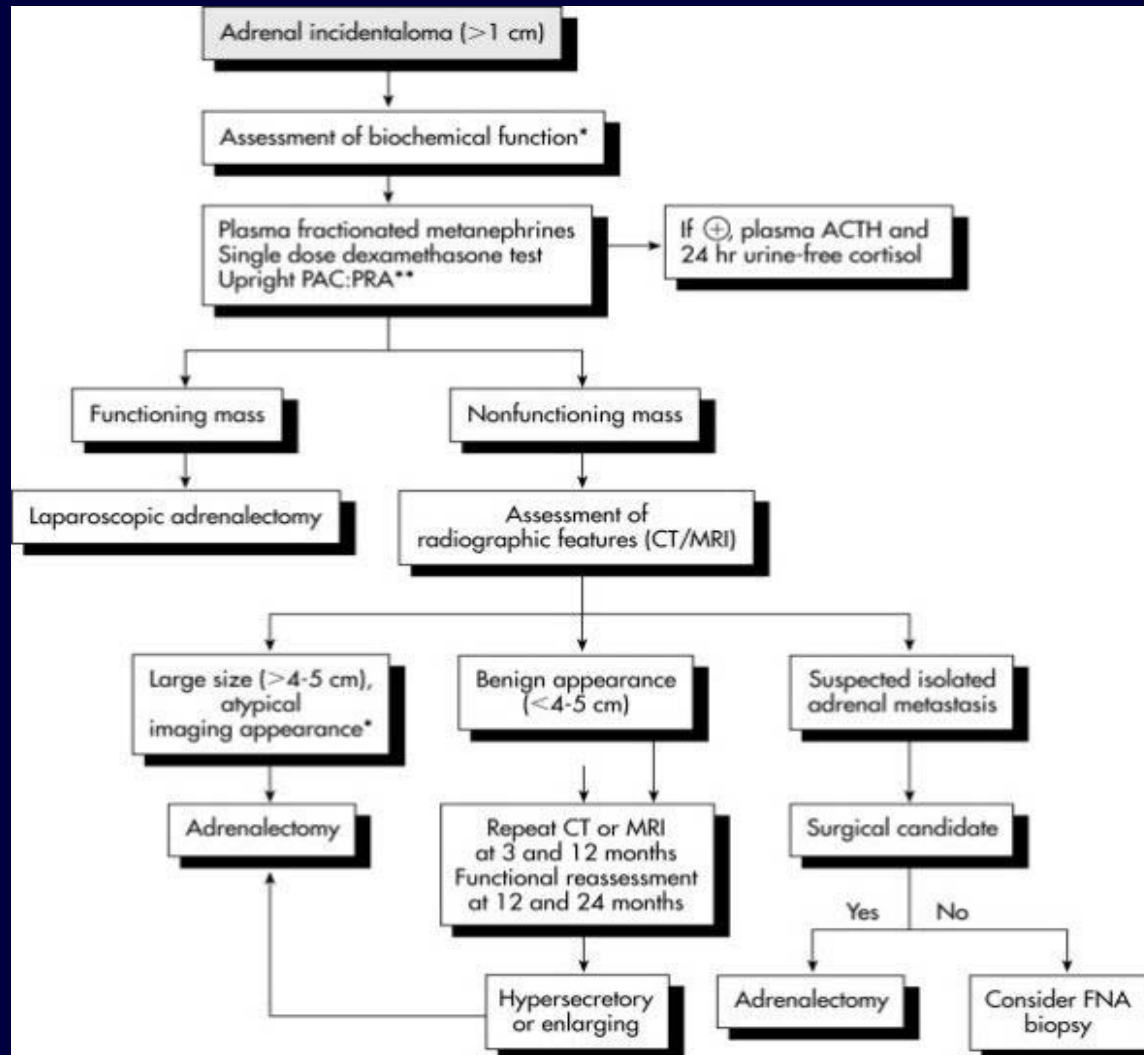 Adrenal incidentaloma (>1 cm)
Assessment of biochemical function*
Plasma fractionated metanephrines
Single dose dexamethasone test
Upright PAC:PRA**
If ⊕, plasma ACTH and
24 hr urine-free cortisol
Functioning mass
Nonfunctioning mass
Laparoscopic adrenalectomy
Assessment of
radiographic features (CT/MRI)
Large size (>4-5 cm),
atypical
imaging appearance*
Benign appearance
(<4-5 cm)
Suspected isolated
adrenal metastasis
Adrenalectomy
Repeat CT or MRI
at 3 and 12 months
Functional reassessment
at 12 and 24 months
Surgical candidate
Yes
No
Hypersecretory
or enlarging
Adrenalectomy
Consider FNA
biopsy